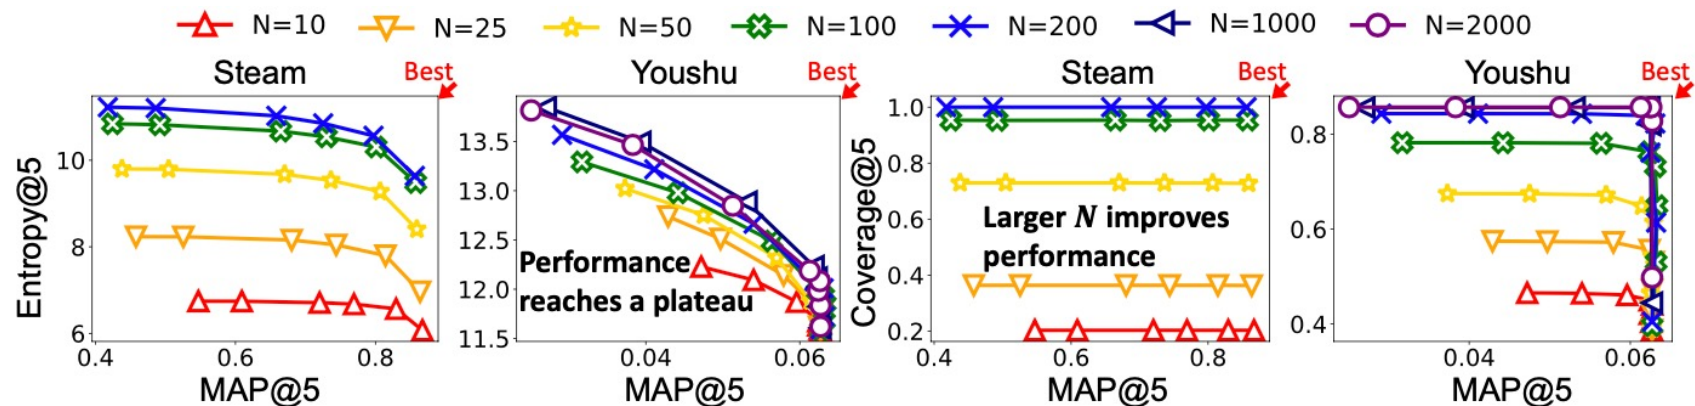 N=10 N=25 N=50 N=100 N=200 N=1000 N=2000
Steam Best Youshu Best Steam Best Youshu Best
Entropy@5
10
8
6
0.4 0.6 0.8
MAP@5
13.5
13.0
12.5
12.0
11.5
Performance
reaches a plateau
0.04 0.06
MAP@5
Coverage@5
1.0
0.8
0.6
0.4
0.2
Larger N improves
performance
0.4 0.6 0.8
MAP@5
0.8
0.6
0.4
0.04 0.06
MAP@5